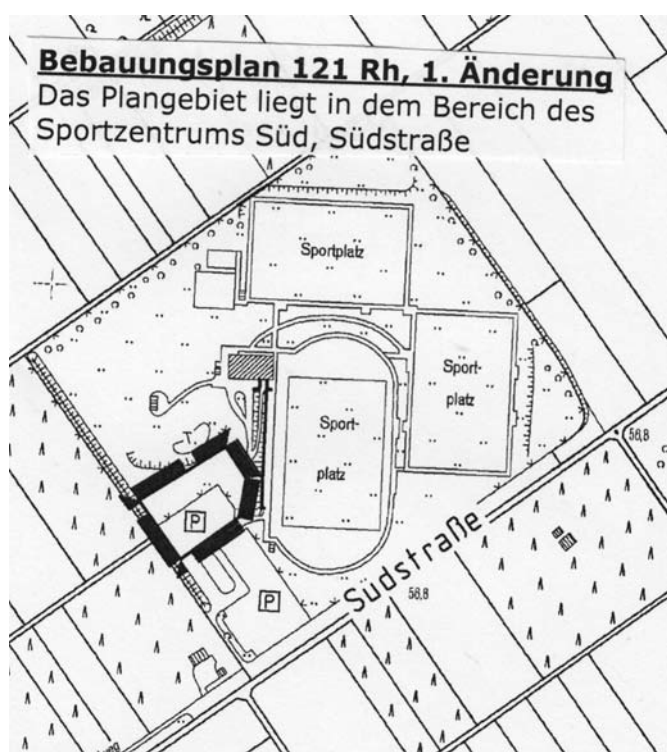 Bebauungsplan 121 Rh, 1. Änderung
Das Plangebiet liegt in dem Bereich des
Sportzentrums Süd, Südstraße
Sportplatz
Sport-
platz
Sport-
platz
56,8
P
Südstraße
56,8
P